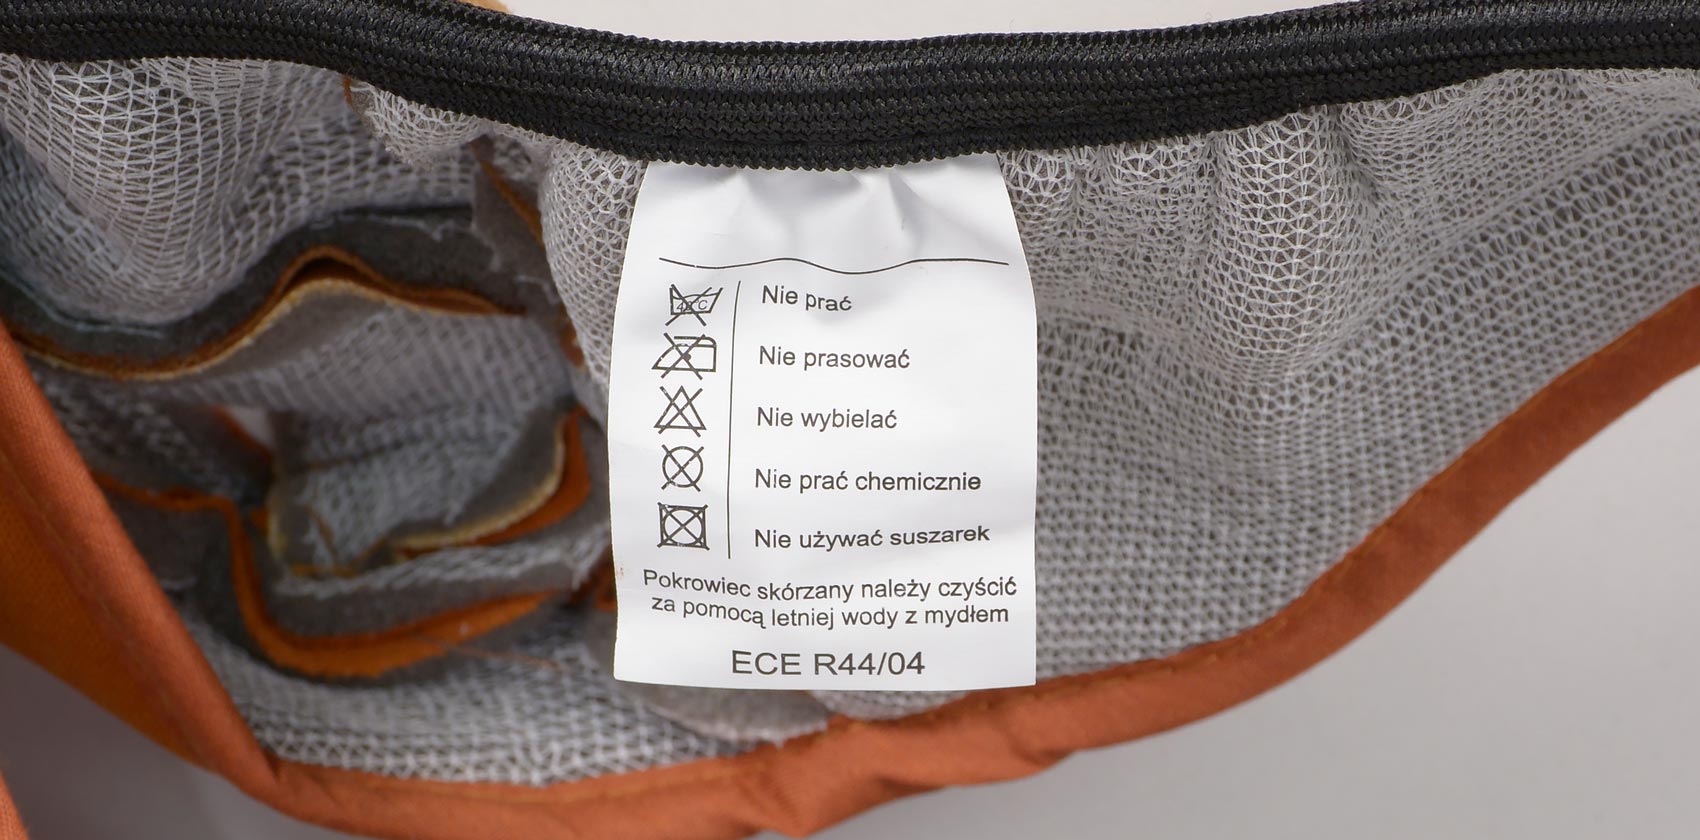 Nie prać
Nie prasować
Nie wybielać
Nie prać chemicznie
Nie używać suszarek
Pokrowiec skórzany należy czyścić
za pomocą letniej wody z mydłem
ECE R44/04